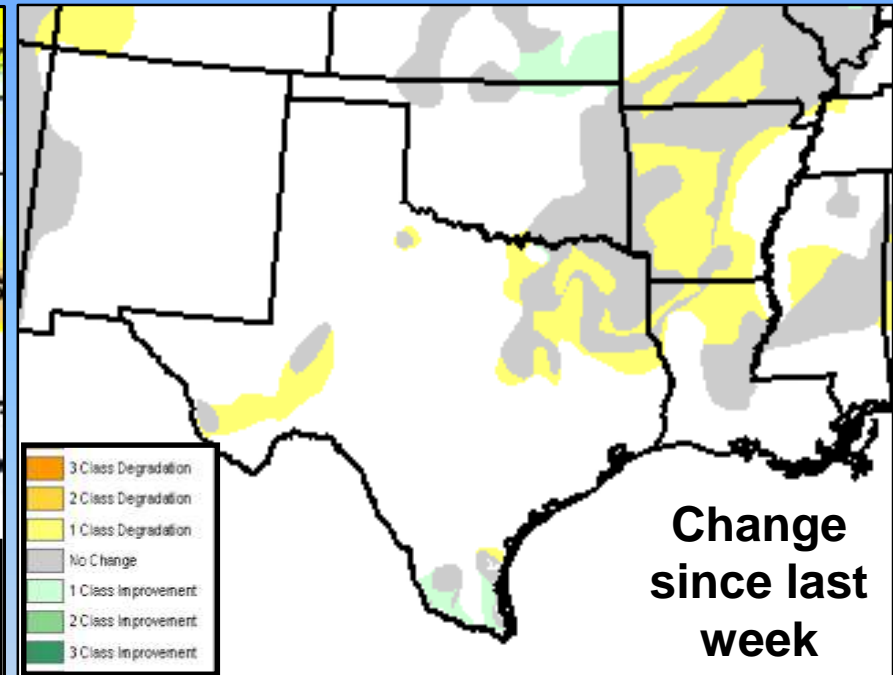 3 Class Degradation
2 Class Degradation
1 Class Degradation
No Change
1 Class Improvement
2 Class Improvement
3 Class Improvement
Change
since last
week